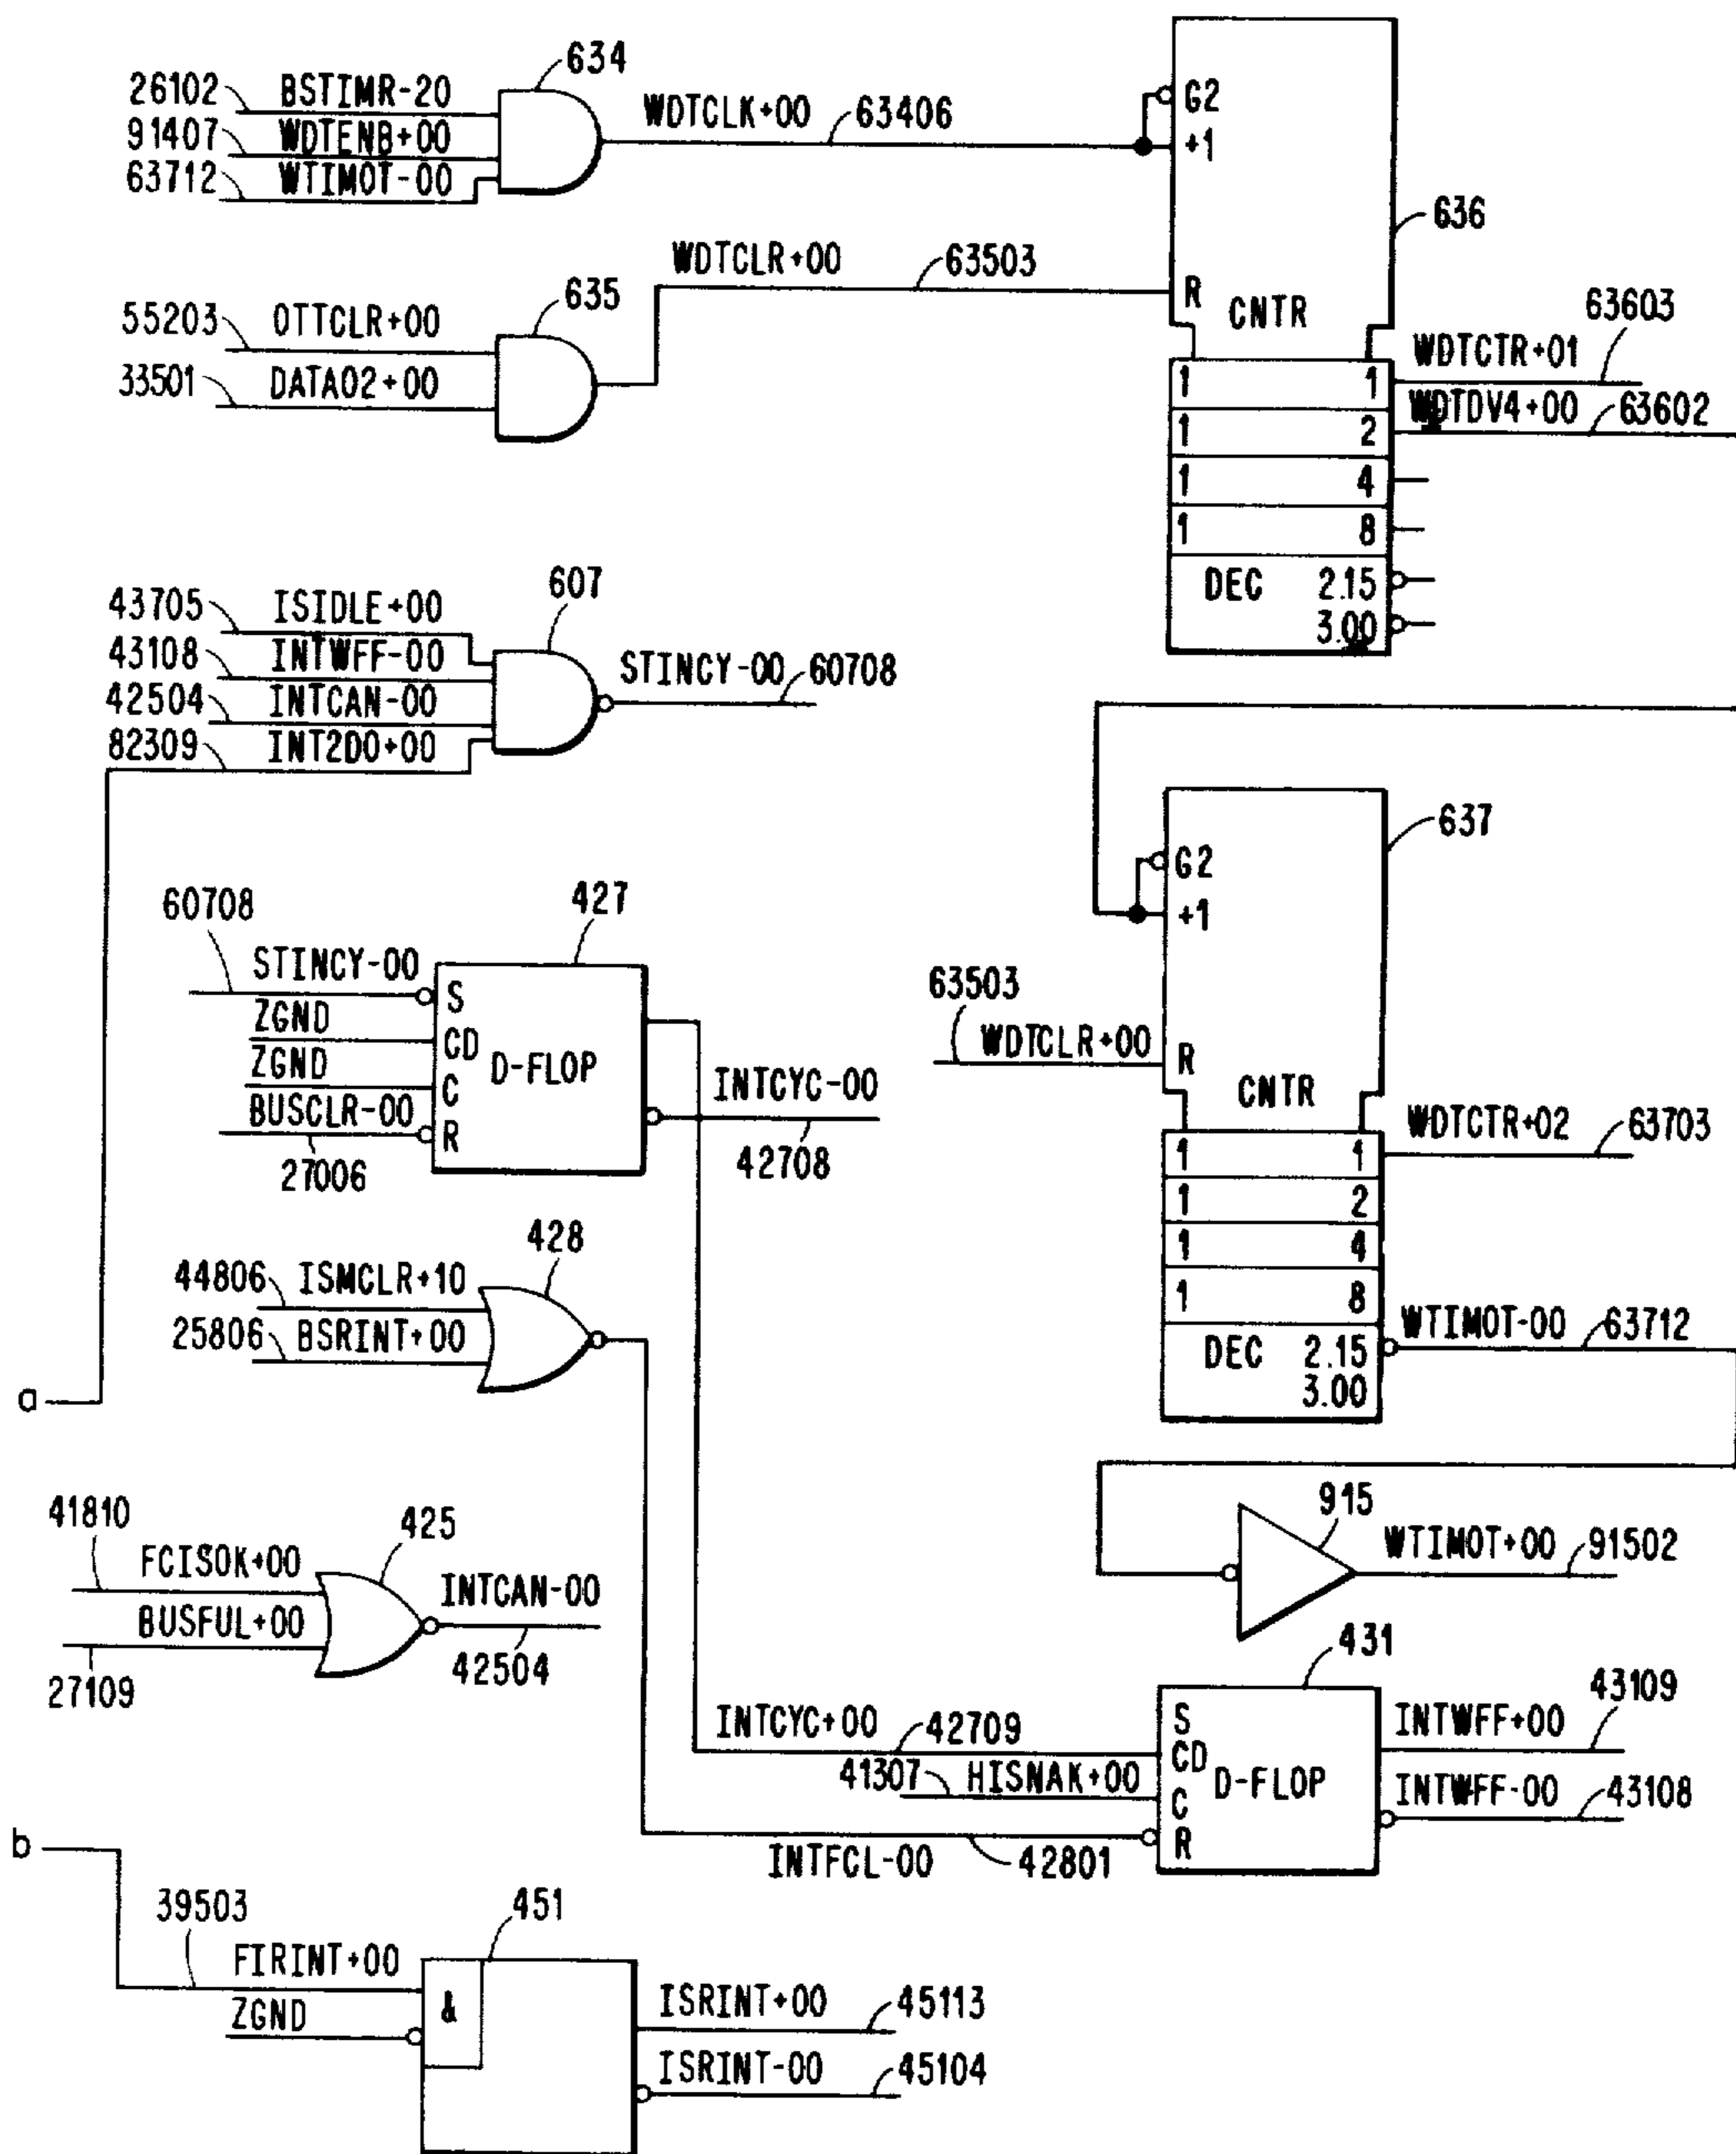 634
26102 BSTIMR-20
91407 WDTENB+00
63712 WTIMOT-00
WDTCLK+00 63406
G2
+1
636
WDTCLR+00 63503
R
CNTR
635
55203 OTTCLR+00
33501 DATA02+00
63603
WDTCTR+01
1 1
WDTDV4+00 63602
1 2
1 4
1 8
DEC 2.15
3.00
607
43705 ISIDLE+00
43108 INTWFF-00
42504 INTCAN-00
82309 INT2D0+00
STINCY-00 60708
637
G2
+1
63503
WDTCLR+00 R
CNTR
WDTCTR+02 63703
1 1
1 2
1 4
1 8
WTIMOT-00 63712
DEC 2.15
3.00
427
60708
STINCY-00 S
ZGND CD
D-FLOP
ZGND C
BUSCLR-00 R
27006
INTCYC-00
42708
428
44806 ISMCLR+10
25806 BSRINT+00
a
915
WTIMOT+00 91502
41810
425
FCISOK+00
BUSFUL+00
27109
INTCAN-00
42504
431
43109
INTCYC+00 42709
S
CD
INTWFF+00
41307 HISNAK+00 C
D-FLOP
INTWFF-00 43108
INTFCL-00 42801
R
b
39503
451
FIRINT+00
ZGND
&
ISRINT+00 45113
ISRINT-00 45104